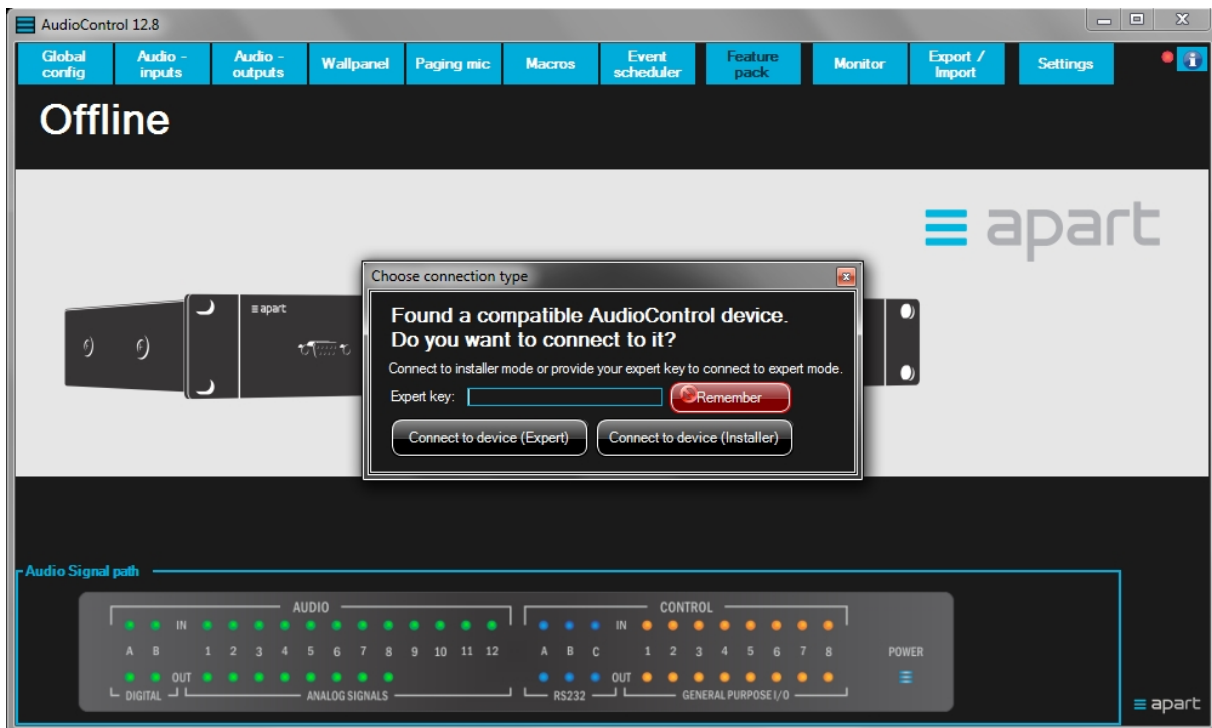 AudioControl 12.8
Global config
Audio - inputs
Audio - outputs
Wallpanel
Paging mic
Macros
Event scheduler
Feature pack
Monitor
Export / Import
Settings
Offline
apart
apart
Choose connection type
Found a compatible AudioControl device.
Do you want to connect to it?
Connect to installer mode or provide your expert key to connect to expert mode.
Expert key:
Remember
Connect to device (Expert)
Connect to device (Installer)
Audio Signal path
AUDIO
CONTROL
IN
IN
A B 1 2 3 4 5 6 7 8 9 10 11 12 A B C 1 2 3 4 5 6 7 8 POWER
OUT
OUT
DIGITAL
ANALOG SIGNALS
RS232
GENERAL PURPOSE I/O
apart